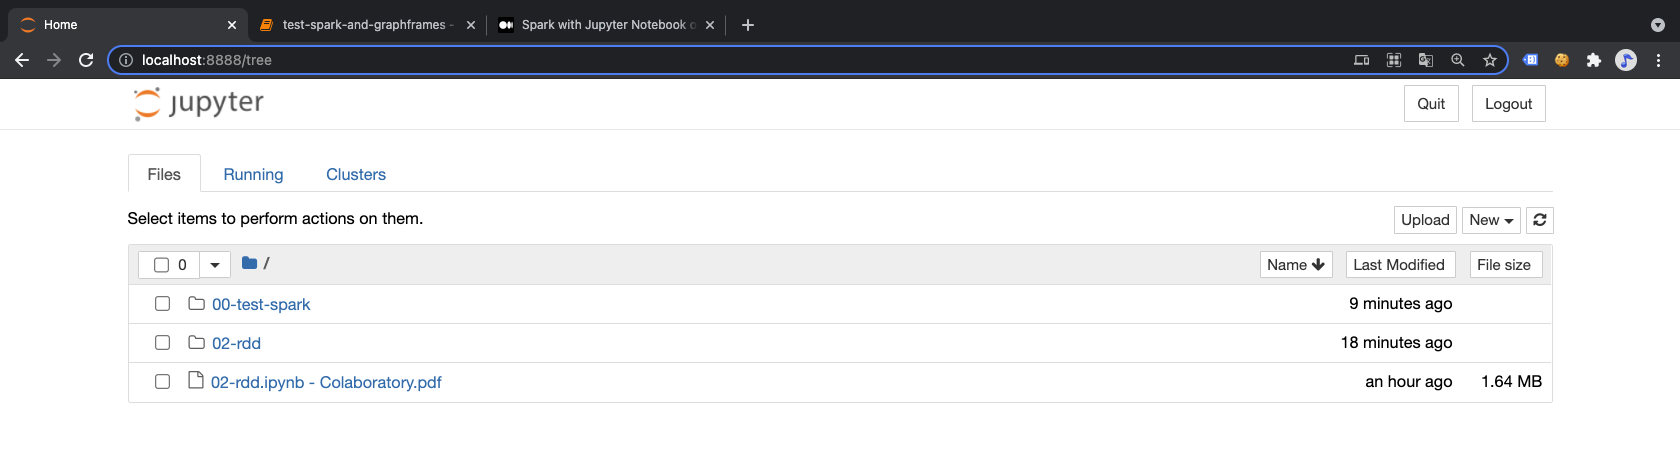 Home
test-spark-and-graphframes -
Spark with Jupyter Notebook o
localhost:8888/tree
jupyter
Quit
Logout
Files
Running
Clusters
Select items to perform actions on them.
Upload
New
0
/
Name
Last Modified
File size
00-test-spark
9 minutes ago
02-rdd
18 minutes ago
02-rdd.ipynb - Colaboratory.pdf
an hour ago
1.64 MB